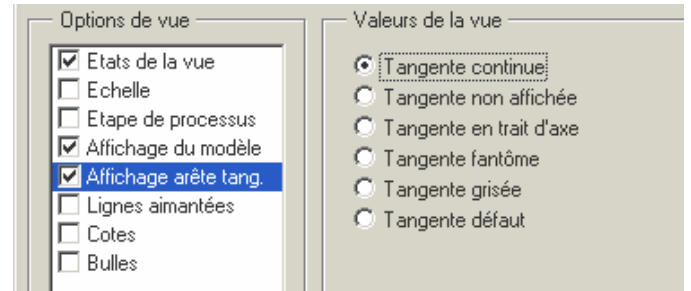 Options de vue
Etats de la vue
Echelle
Etape de processus
Affichage du modèle
Affichage arête tang.
Lignes aimantées
Cotes
Bulles
Valeurs de la vue
Tangente continue
Tangente non affichée
Tangente en trait d'axe
Tangente fantôme
Tangente grisée
Tangente défaut